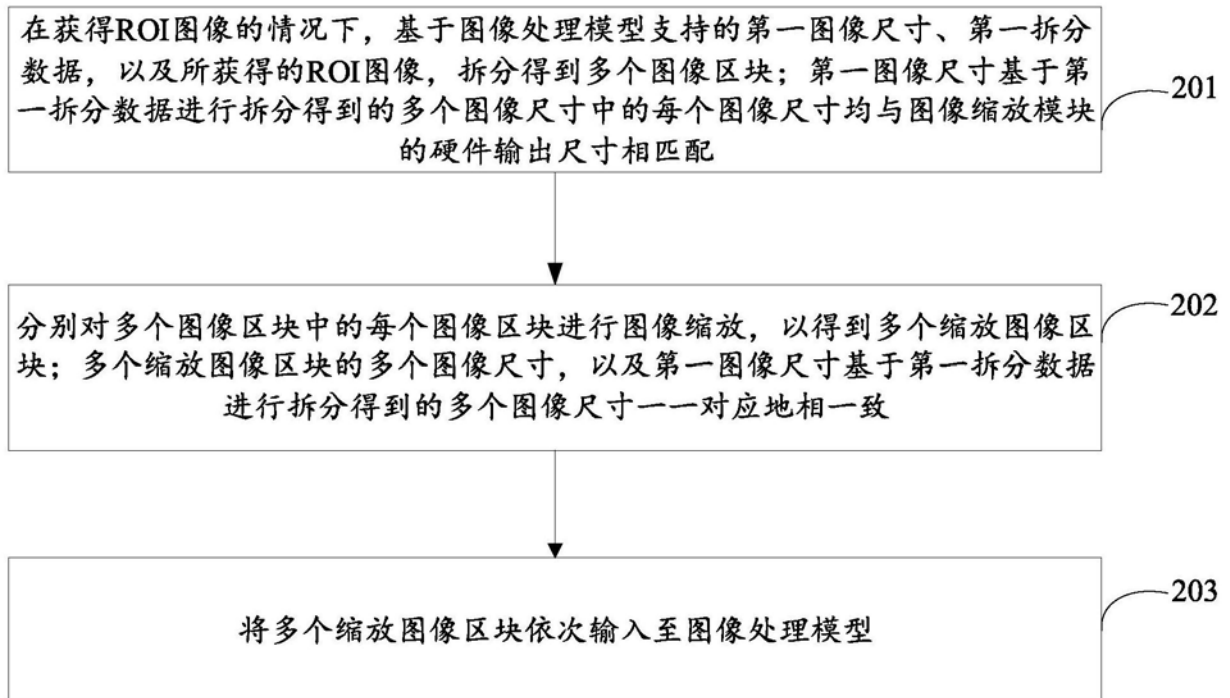 在获得ROI图像的情况下，基于图像处理模型支持的第一图像尺寸、第一拆分
数据，以及所获得的ROI图像，拆分得到多个图像区块；第一图像尺寸基于第
一拆分数据进行拆分得到的多个图像尺寸中的每个图像尺寸均与图像缩放模块
的硬件输出尺寸相匹配
201
分别对多个图像区块中的每个图像区块进行图像缩放，以得到多个缩放图像区
块；多个缩放图像区块的多个图像尺寸，以及第一图像尺寸基于第一拆分数据
进行拆分得到的多个图像尺寸一一对应地相一致
202
将多个缩放图像区块依次输入至图像处理模型
203